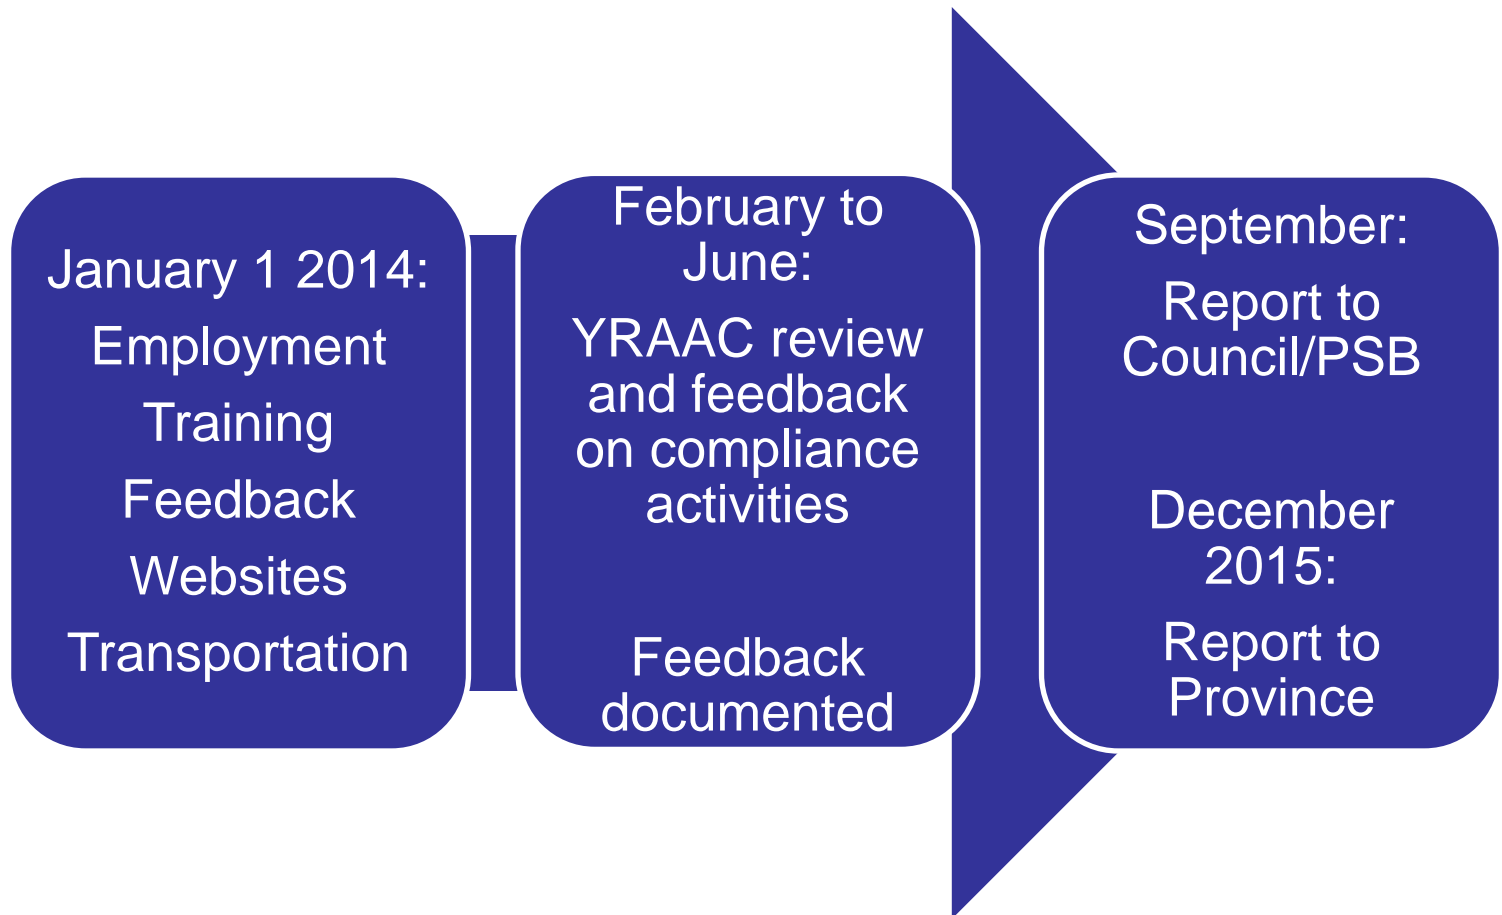 January 1 2014:
Employment
Training
Feedback
Websites
Transportation
February to
June:
YRAAC review
and feedback
on compliance
activities
Feedback
documented
September:
Report to
Council/PSB
December
2015:
Report to
Province